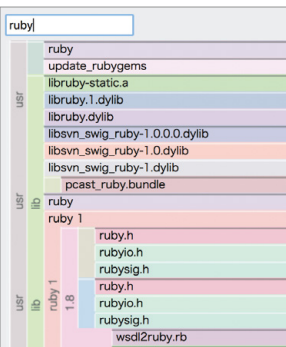 ruby
ruby
update_rubygems
libruby-static.a
libruby.1.dylib
libruby.dylib
libsvn_swig_ruby-1.0.0.0.dylib
libsvn_swig_ruby-1.0.dylib
libsvn_swig_ruby-1.dylib
pcast_ruby.bundle
ruby
ruby 1
ruby.h
rubyio.h
rubysig.h
ruby.h
rubyio.h
rubysig.h
wsdl2ruby.rb
usr
usr
lib
usr
lib
ruby 1
1.8